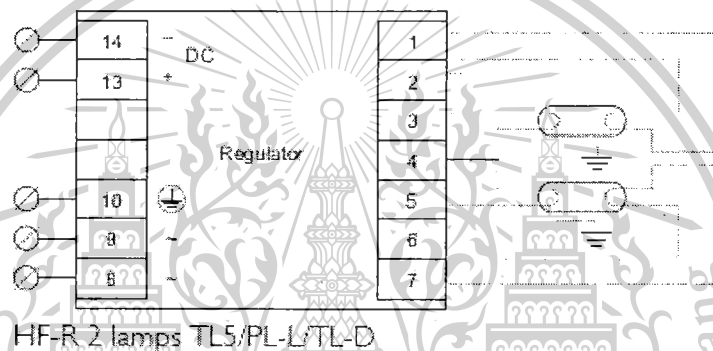 14 − DC 1
13 + 2
3
Regulator 4
10 5
9 ~ 6
8 ~ 7
HF-R 2 lamps TL5/PL-L/TL-D